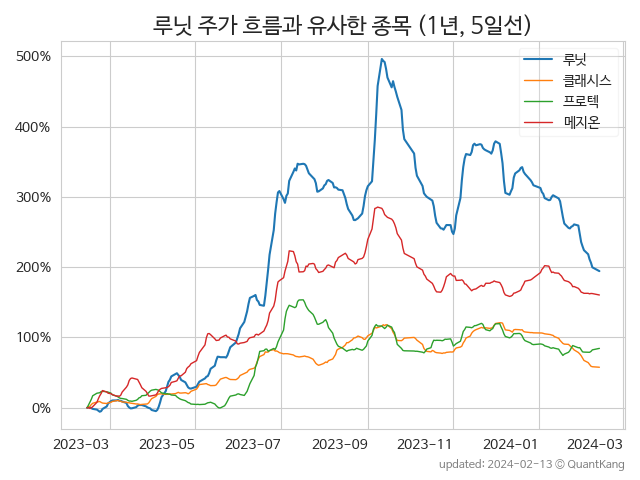 루닛 주가 흐름과 유사한 종목 (1년, 5일선)
루닛
클래시스
프로텍
메지온
500%
400%
300%
200%
100%
0%
2023-03 2023-05 2023-07 2023-09 2023-11 2024-01 2024-03
updated: 2024-02-13 © QuantKang